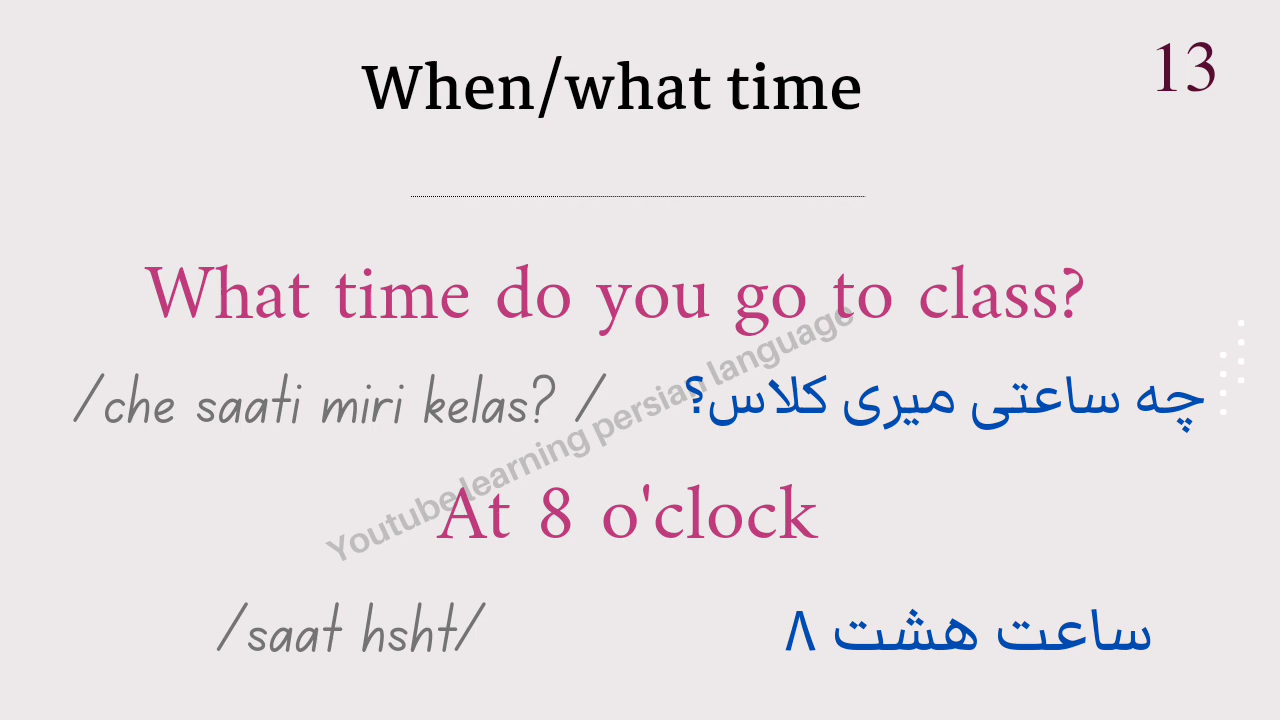 When/what time
13
What time do you go to class?
/che saati miri kelas? /
چه ساعتی میری کلاس؟
Youtube learning persian language
At 8 o'clock
/saat hsht/
ساعت هشت ۸